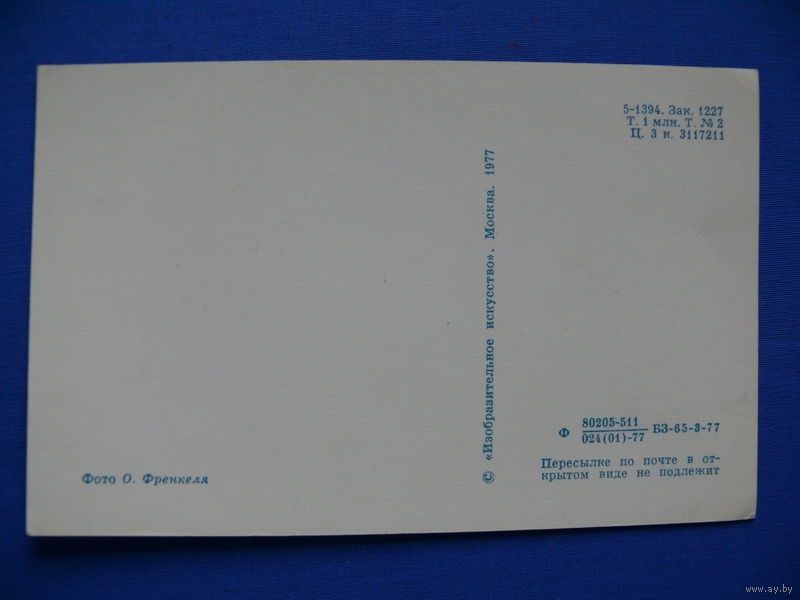 5-1394. Зак. 1227
Т. 1 млн. Т. № 2
Ц. 3 к. 3117211
© «Изобразительное искусство». Москва. 1977
Ф 80205-511 БЗ-65-3-77
024(01)-77
Пересылке по почте в от-
крытом виде не подлежит
Фото О. Френкеля
www.ay.by